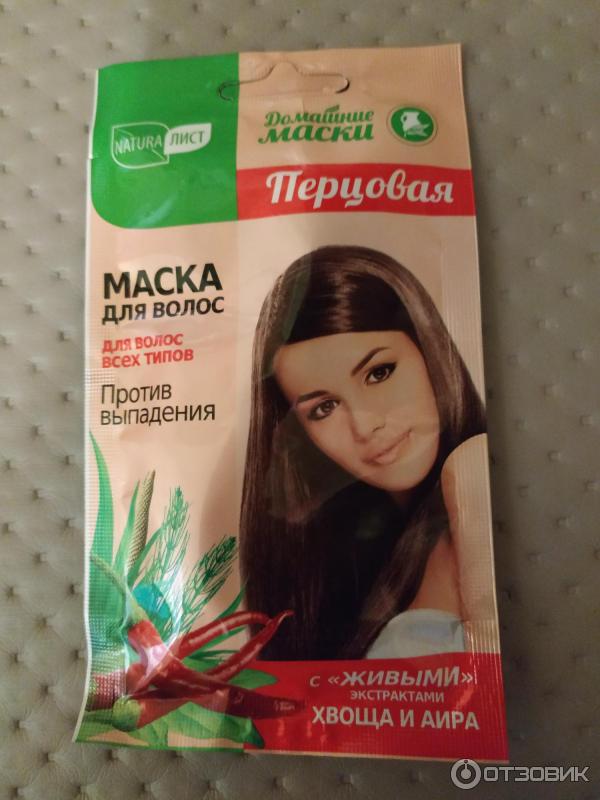 NATURA ЛИСТ
Домашние
маски
Перцовая
МАСКА
ДЛЯ ВОЛОС
ДЛЯ ВОЛОС
ВСЕХ ТИПОВ
Против
выпадения
с «ЖИВЫМИ»
ЭКСТРАКТАМИ
ХВОЩА И АИРА
ОТЗОВИК